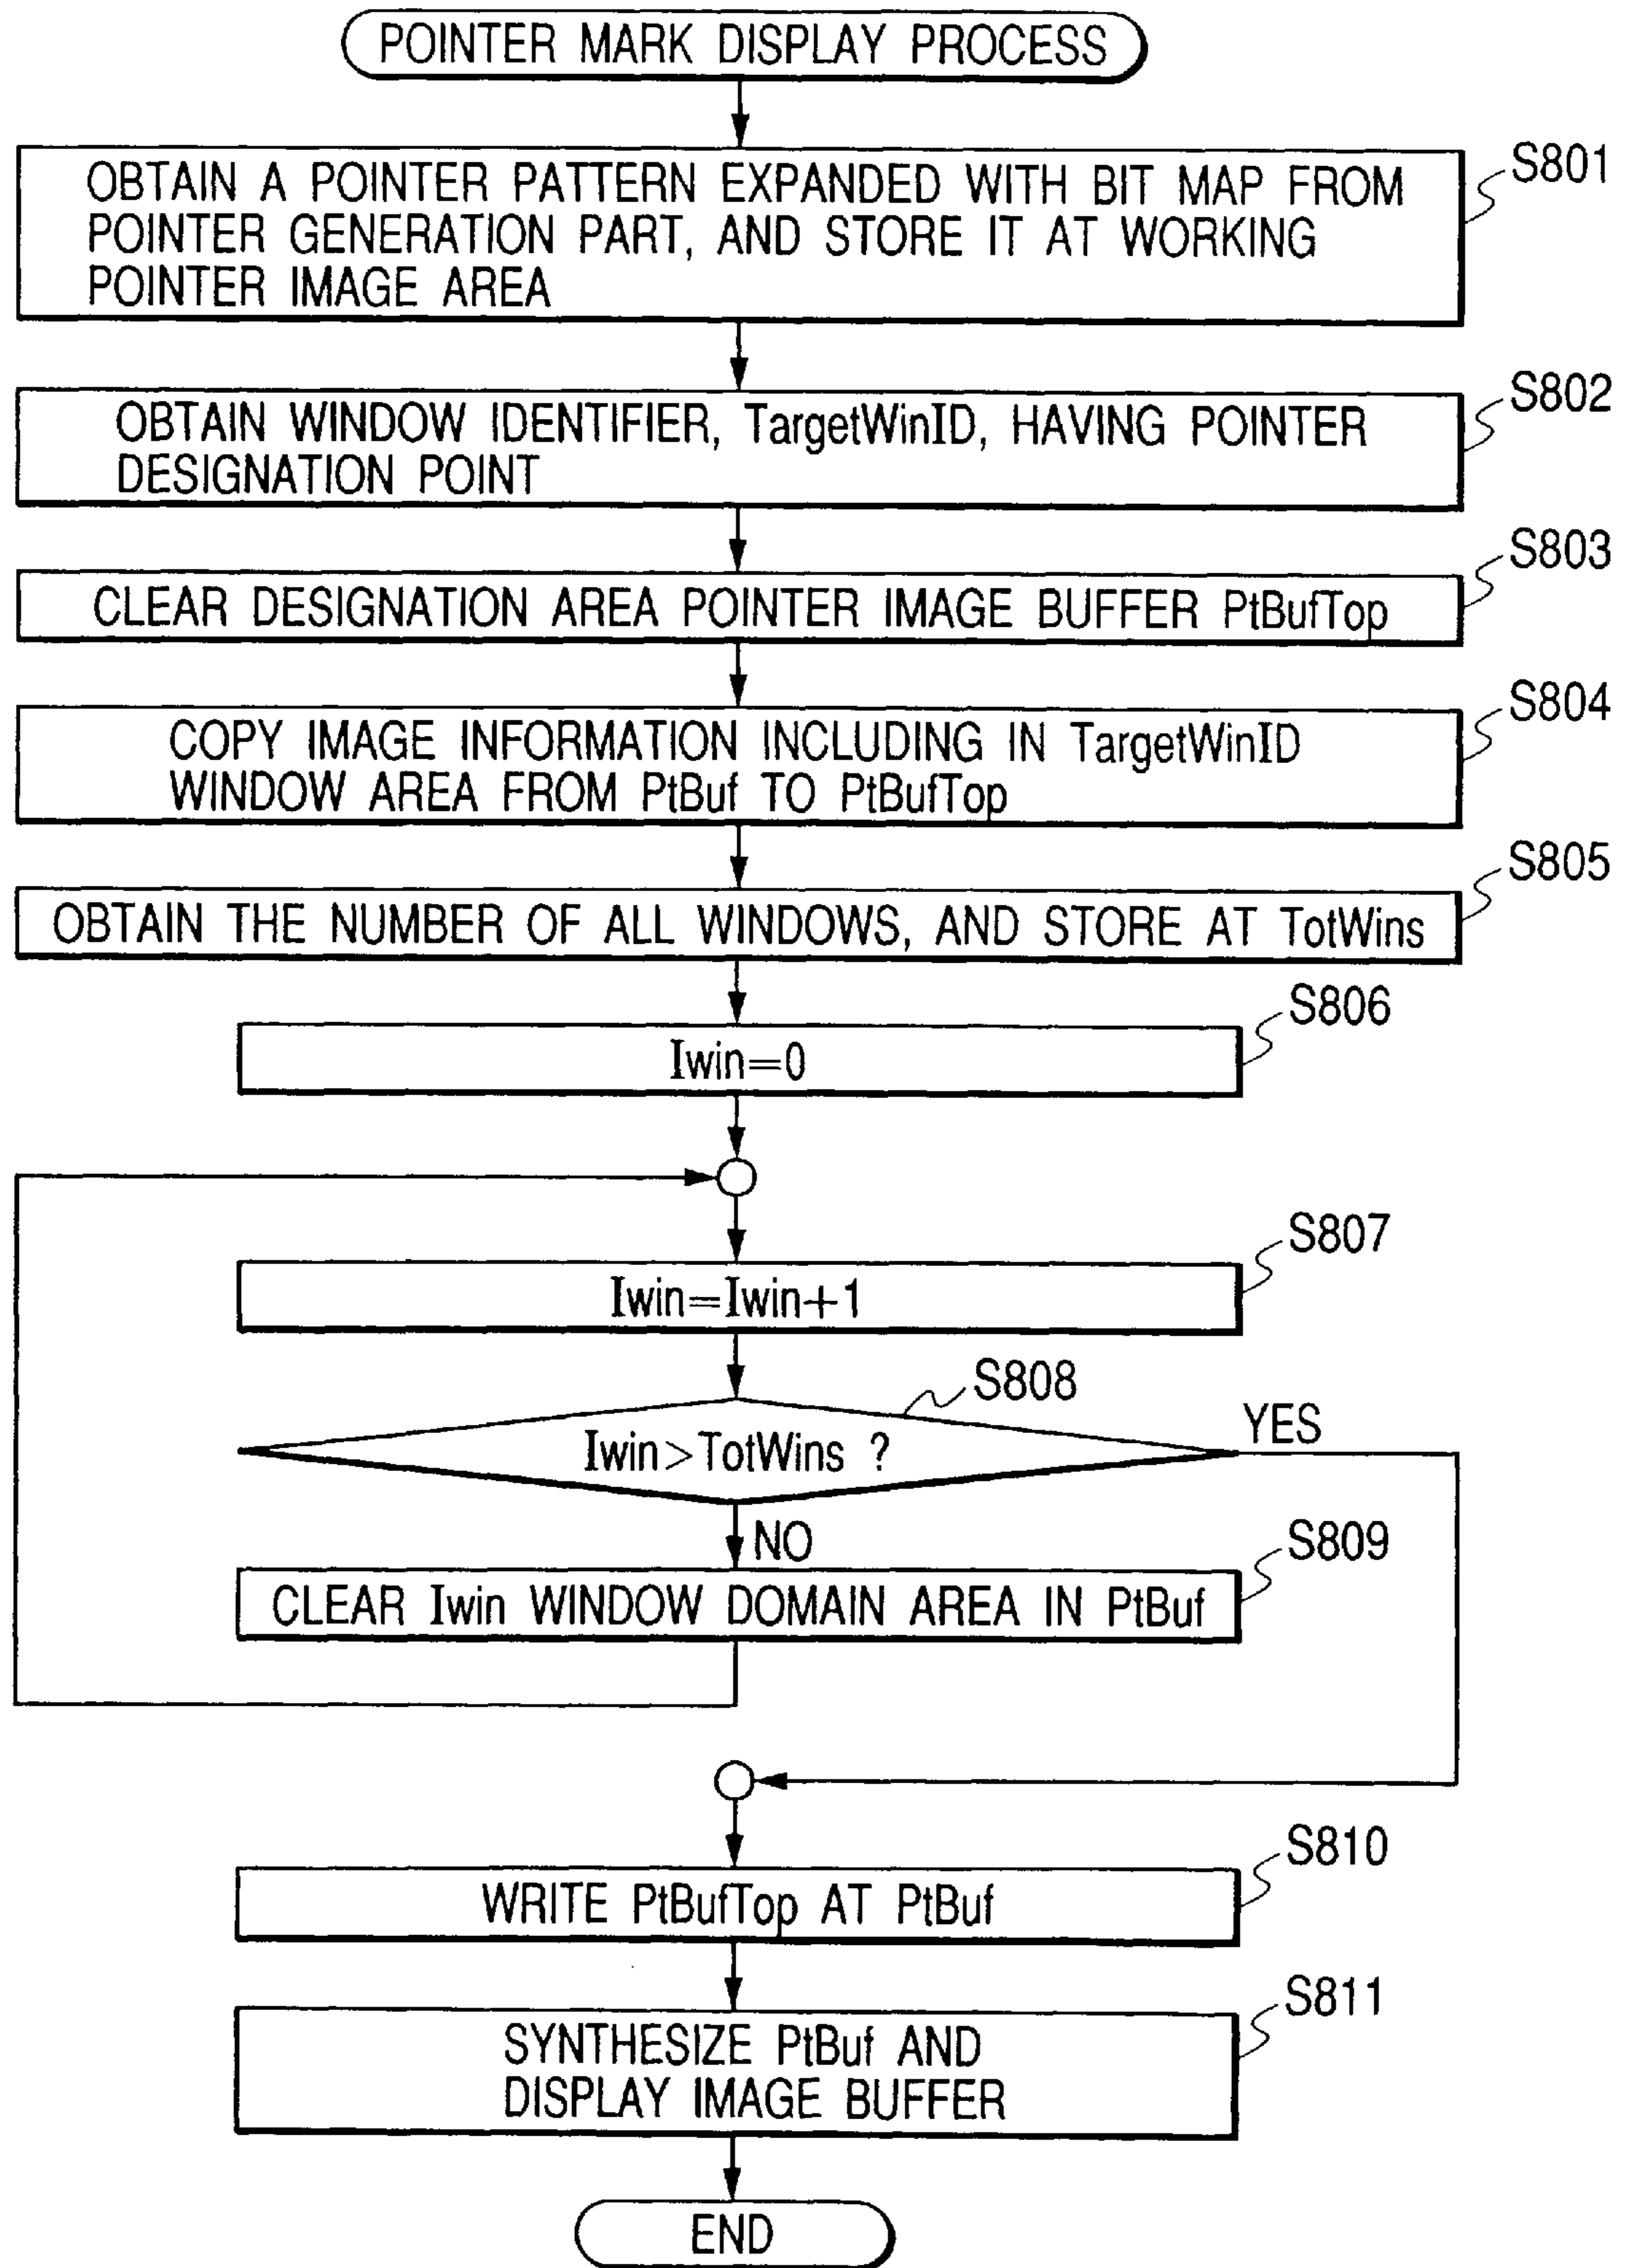 POINTER MARK DISPLAY PROCESS
S801
OBTAIN A POINTER PATTERN EXPANDED WITH BIT MAP FROM
POINTER GENERATION PART, AND STORE IT AT WORKING
POINTER IMAGE AREA
S802
OBTAIN WINDOW IDENTIFIER, TargetWinID, HAVING POINTER
DESIGNATION POINT
S803
CLEAR DESIGNATION AREA POINTER IMAGE BUFFER PtBufTop
S804
COPY IMAGE INFORMATION INCLUDING IN TargetWinID
WINDOW AREA FROM PtBuf TO PtBufTop
S805
OBTAIN THE NUMBER OF ALL WINDOWS, AND STORE AT TotWins
S806
Iwin=0
S807
Iwin=Iwin+1
S808
Iwin>TotWins ?
YES
NO
S809
CLEAR Iwin WINDOW DOMAIN AREA IN PtBuf
S810
WRITE PtBufTop AT PtBuf
S811
SYNTHESIZE PtBuf AND
DISPLAY IMAGE BUFFER
END